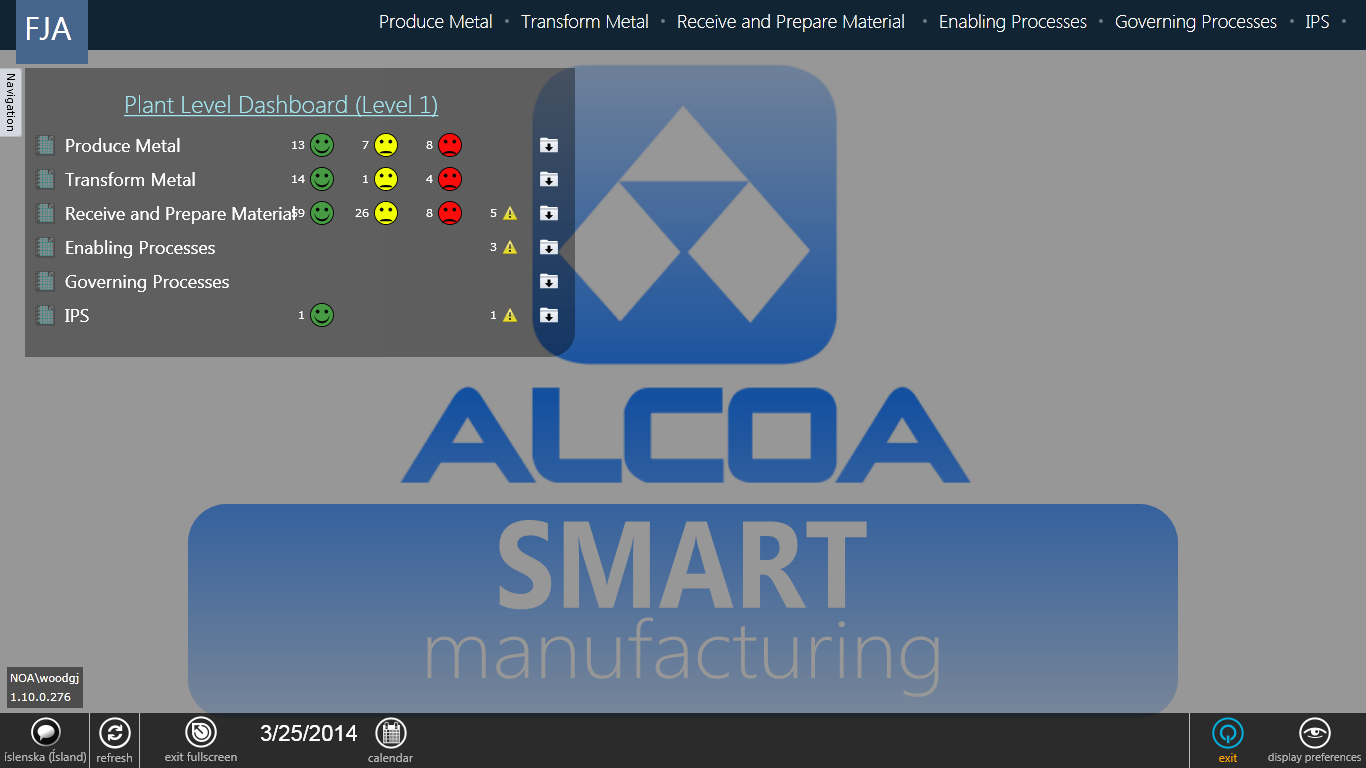 FJA
Produce Metal • Transform Metal • Receive and Prepare Material • Enabling Processes • Governing Processes • IPS •
Navigation
Plant Level Dashboard (Level 1)
Produce Metal 13 7 8
Transform Metal 14 1 4
Receive and Prepare Material 59 26 8 5
Enabling Processes 3
Governing Processes
IPS 1 1
ALCOA
SMART
manufacturing
NOA\woodgj
1.10.0.276
íslenska (Ísland) refresh exit fullscreen 3/25/2014 calendar exit display preferences